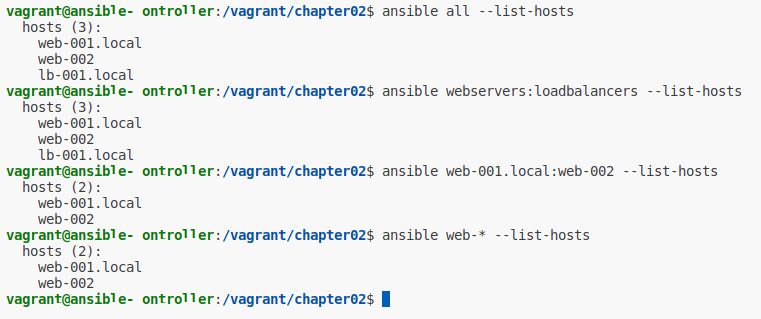 vagrant@ansible- ontroller:/vagrant/chapter02$ ansible all --list-hosts
  hosts (3):
    web-001.local
    web-002
    lb-001.local
vagrant@ansible- ontroller:/vagrant/chapter02$ ansible webservers:loadbalancers --list-hosts
  hosts (3):
    web-001.local
    web-002
    lb-001.local
vagrant@ansible- ontroller:/vagrant/chapter02$ ansible web-001.local:web-002 --list-hosts
  hosts (2):
    web-001.local
    web-002
vagrant@ansible- ontroller:/vagrant/chapter02$ ansible web-* --list-hosts
  hosts (2):
    web-001.local
    web-002
vagrant@ansible- ontroller:/vagrant/chapter02$